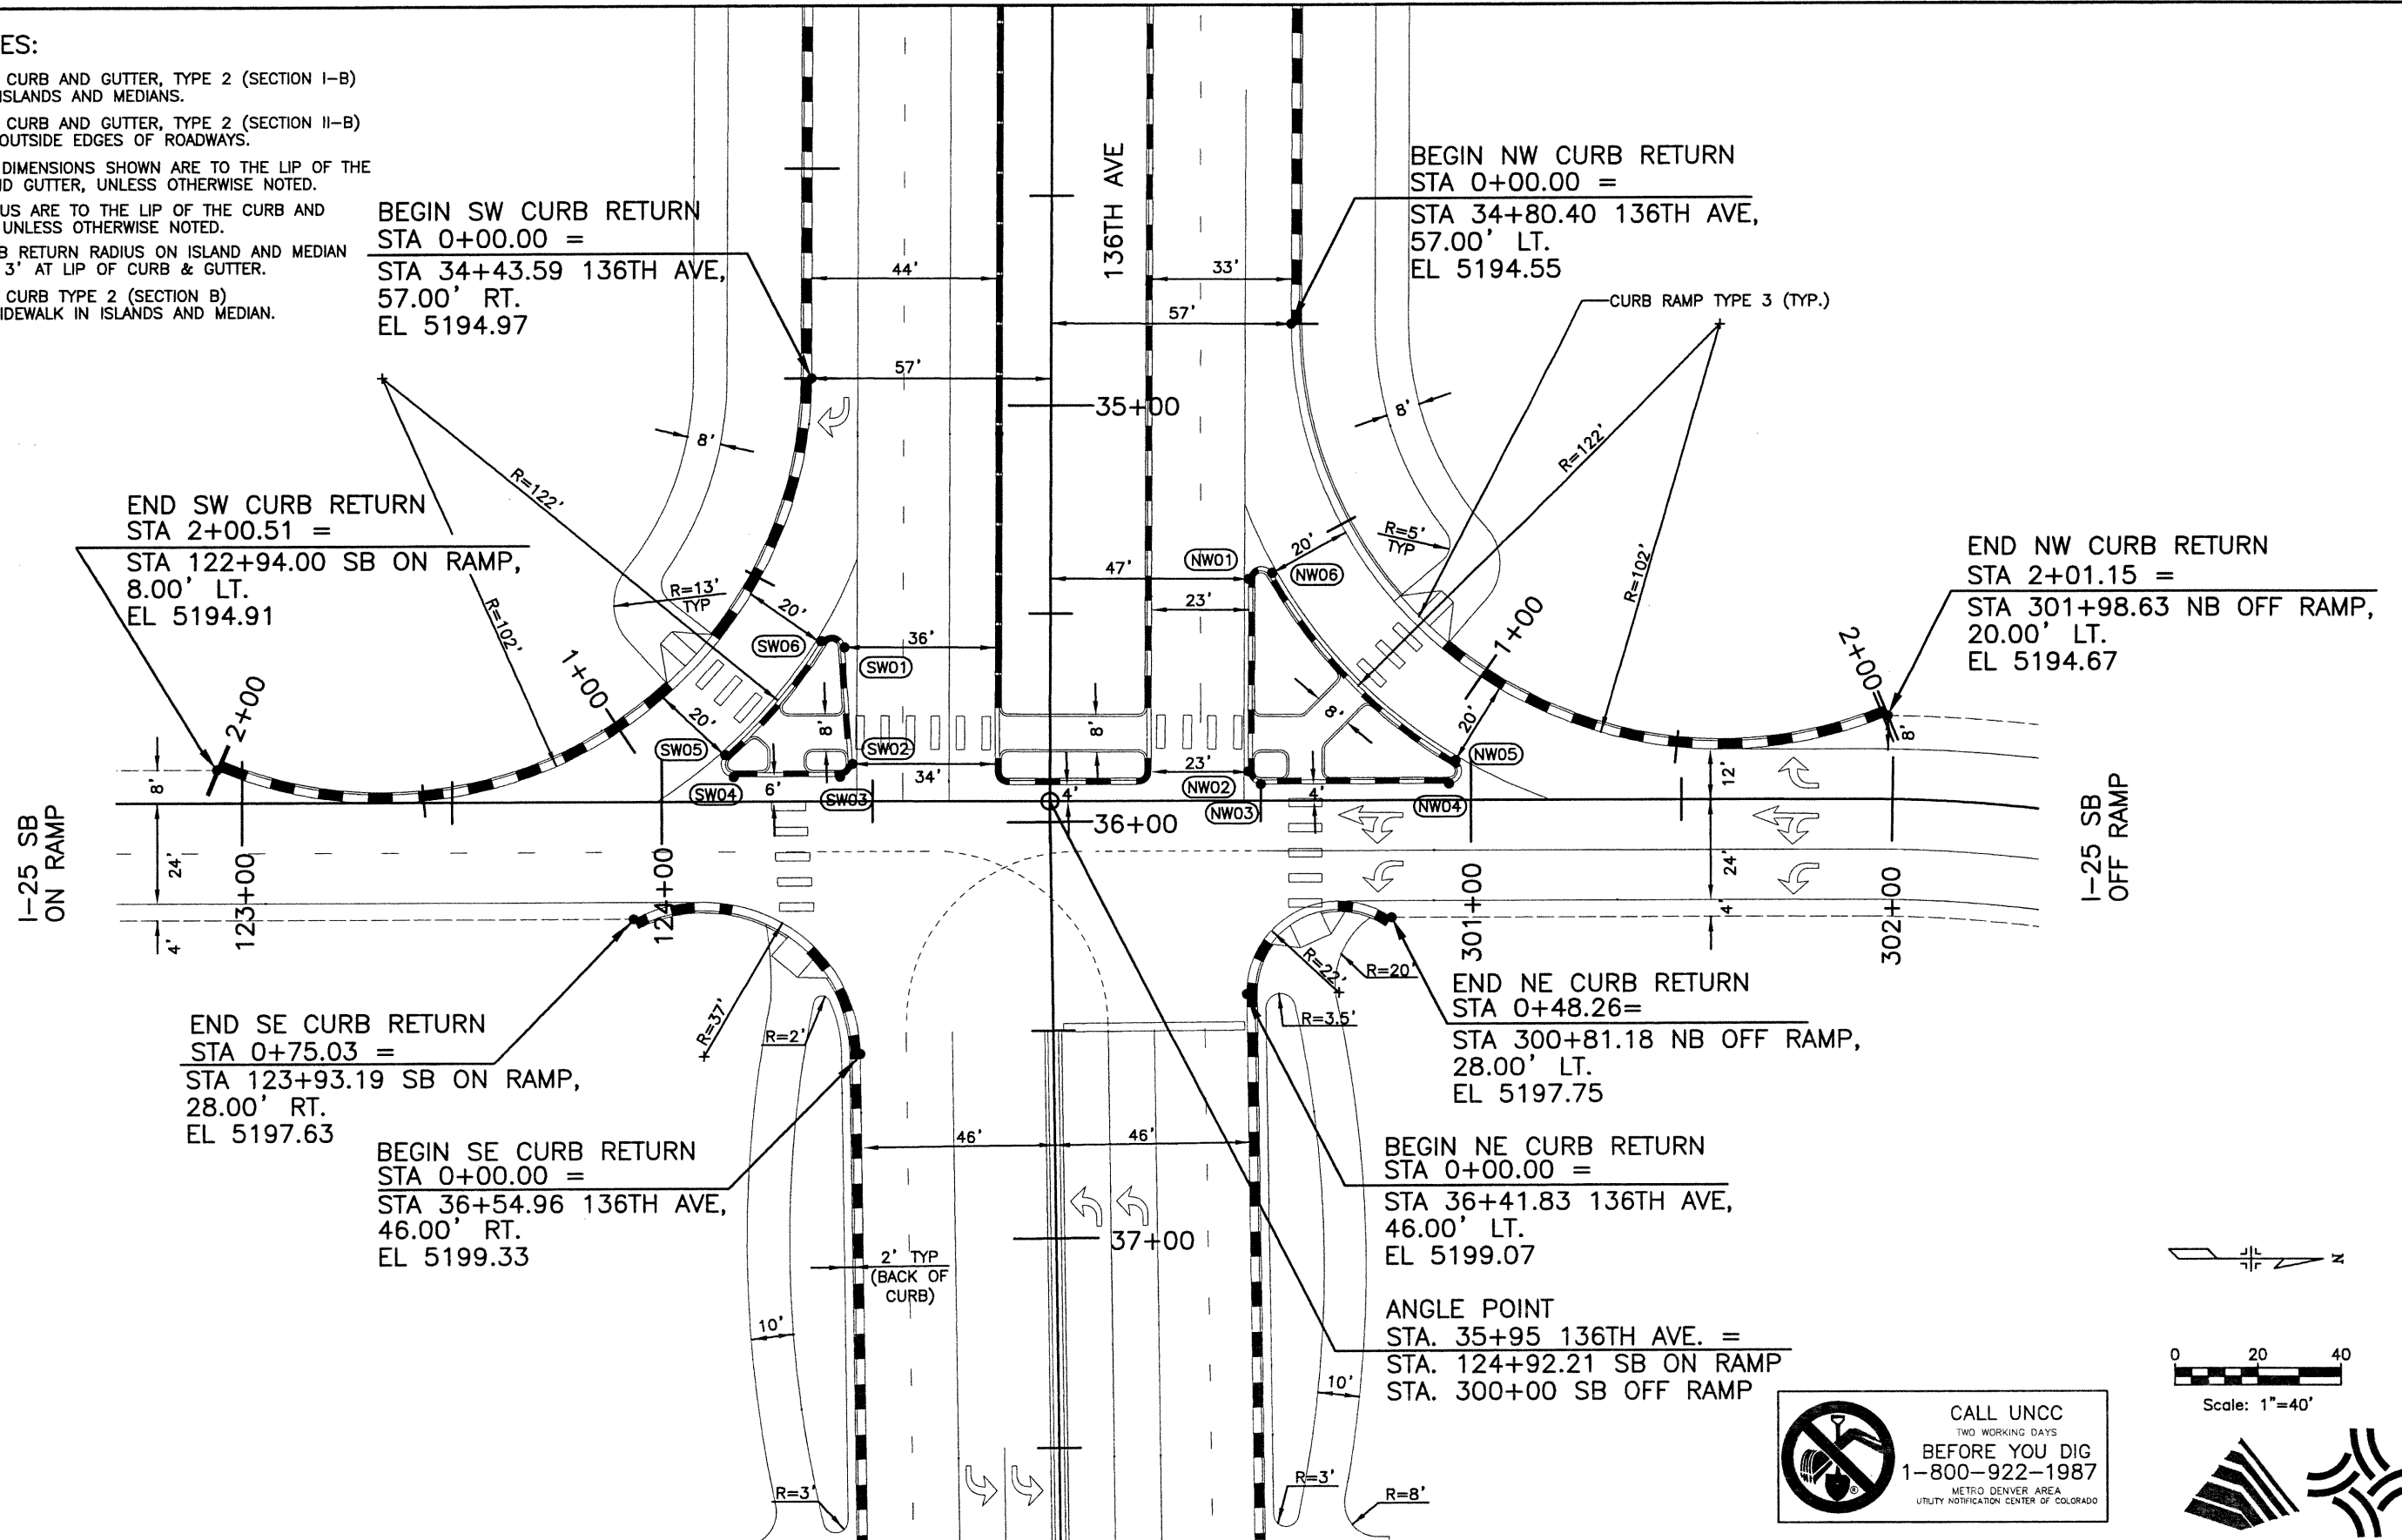 ES:
CURB AND GUTTER, TYPE 2 (SECTION I-B)
ISLANDS AND MEDIANS.
CURB AND GUTTER, TYPE 2 (SECTION II-B)
OUTSIDE EDGES OF ROADWAYS.
DIMENSIONS SHOWN ARE TO THE LIP OF THE
ID GUTTER, UNLESS OTHERWISE NOTED.
US ARE TO THE LIP OF THE CURB AND
UNLESS OTHERWISE NOTED.
B RETURN RADIUS ON ISLAND AND MEDIAN
3' AT LIP OF CURB & GUTTER.
CURB TYPE 2 (SECTION B)
IDEWALK IN ISLANDS AND MEDIAN.
BEGIN SW CURB RETURN
STA 0+00.00 =
STA 34+43.59 136TH AVE,
57.00' RT.
EL 5194.97
136TH AVE
BEGIN NW CURB RETURN
STA 0+00.00 =
STA 34+80.40 136TH AVE,
57.00' LT.
EL 5194.55
CURB RAMP TYPE 3 (TYP.)
44'
33'
57'
57'
35+00
8'
8'
R=122'
R=122'
END SW CURB RETURN
STA 2+00.51 =
STA 122+94.00 SB ON RAMP,
8.00' LT.
EL 5194.91
R=102'
R=13'
TYP
R=5'
TYP
R=102'
END NW CURB RETURN
STA 2+01.15 =
STA 301+98.63 NB OFF RAMP,
20.00' LT.
EL 5194.67
20'
20'
47'
23'
36'
NW01
NW06
SW06
SW01
1+00
1+00
2+00
2+00
20'
20'
8'
8'
8'
8'
SW05
SW02
SW04
SW03
NW02
NW03
NW04
NW05
34'
23'
6'
4'
4'
12'
8'
36+00
I-25 SB
ON RAMP
24'
4'
123+00
124+00
301+00
302+00
24'
4'
I-25 SB
OFF RAMP
R=37'
R=2'
R=22'
R=20'
R=3.5'
END SE CURB RETURN
STA 0+75.03 =
STA 123+93.19 SB ON RAMP,
28.00' RT.
EL 5197.63
END NE CURB RETURN
STA 0+48.26=
STA 300+81.18 NB OFF RAMP,
28.00' LT.
EL 5197.75
BEGIN SE CURB RETURN
STA 0+00.00 =
STA 36+54.96 136TH AVE,
46.00' RT.
EL 5199.33
46'
46'
BEGIN NE CURB RETURN
STA 0+00.00 =
STA 36+41.83 136TH AVE,
46.00' LT.
EL 5199.07
37+00
2' TYP
(BACK OF
CURB)
10'
10'
ANGLE POINT
STA. 35+95 136TH AVE. =
STA. 124+92.21 SB ON RAMP
STA. 300+00 SB OFF RAMP
R=3'
R=3'
R=8'
N
0 20 40
Scale: 1"=40'
CALL UNCC
TWO WORKING DAYS
BEFORE YOU DIG
1-800-922-1987
METRO DENVER AREA
UTILITY NOTIFICATION CENTER OF COLORADO
®